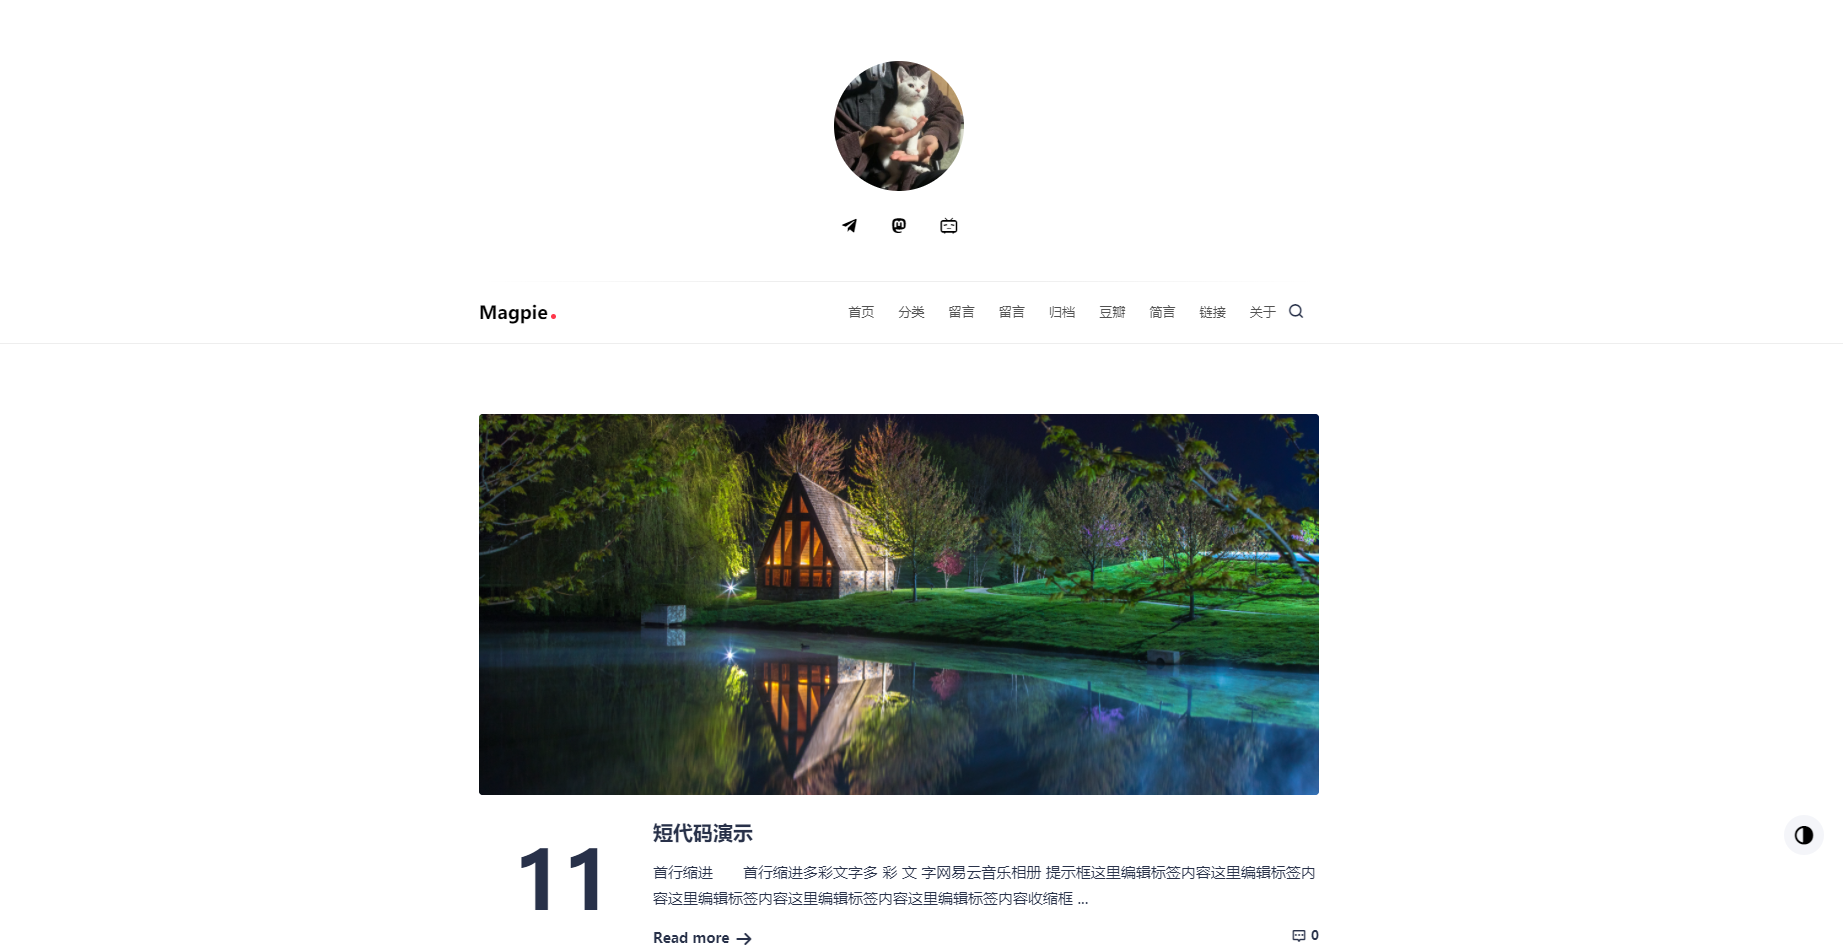 Magpie
首页 分类 留言 留言 归档 豆瓣 简言 链接 关于
11
短代码演示
首行缩进  首行缩进多彩文字多 彩 文 字网易云音乐相册 提示框这里编辑标签内容这里编辑标签内
容这里编辑标签内容这里编辑标签内容这里编辑标签内容收缩框 ...
Read more
0